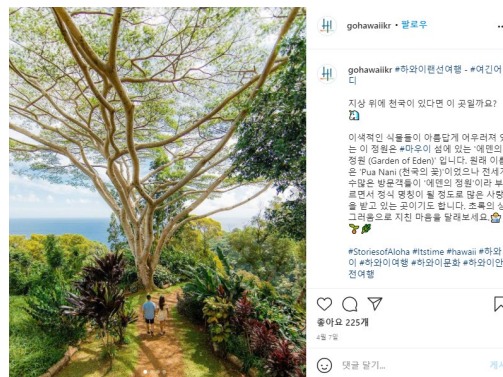 gohawaiikr • 팔로우
gohawaiikr #하와이랜선여행 - #여긴어
디
지상 위에 천국이 있다면 이 곳일까요?
이색적인 식물들이 아름답게 어우러져 있
는 이 정원은 #마우이 섬에 있는 '에덴의
정원 (Garden of Eden)' 입니다. 원래 이름
은 'Pua Nani (천국의 꽃)'이었으나 전세계
수많은 방문객들이 '에덴의 정원'이라 부
르면서 정식 명칭이 될 정도로 많은 사랑
을 받고 있는 곳이기도 합니다. 초록의 싱
그러움으로 지친 마음을 달래보세요.
#StoriesofAloha #Itstime #hawaii #하와
이 #하와이여행 #하와이문화 #하와이안
전여행
좋아요 225개
4월 7일
댓글 달기...
게시